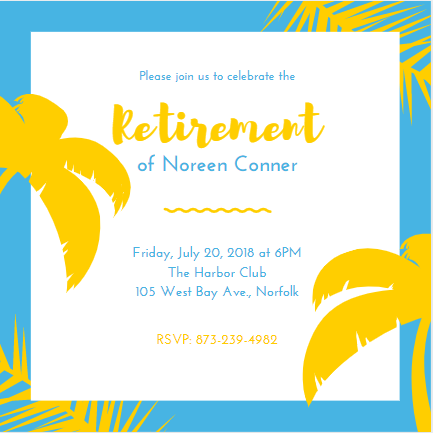 Please join us to celebrate the
Retirement
of Noreen Conner
Friday, July 20, 2018 at 6PM
The Harbor Club
105 West Bay Ave., Norfolk
RSVP: 873-239-4982